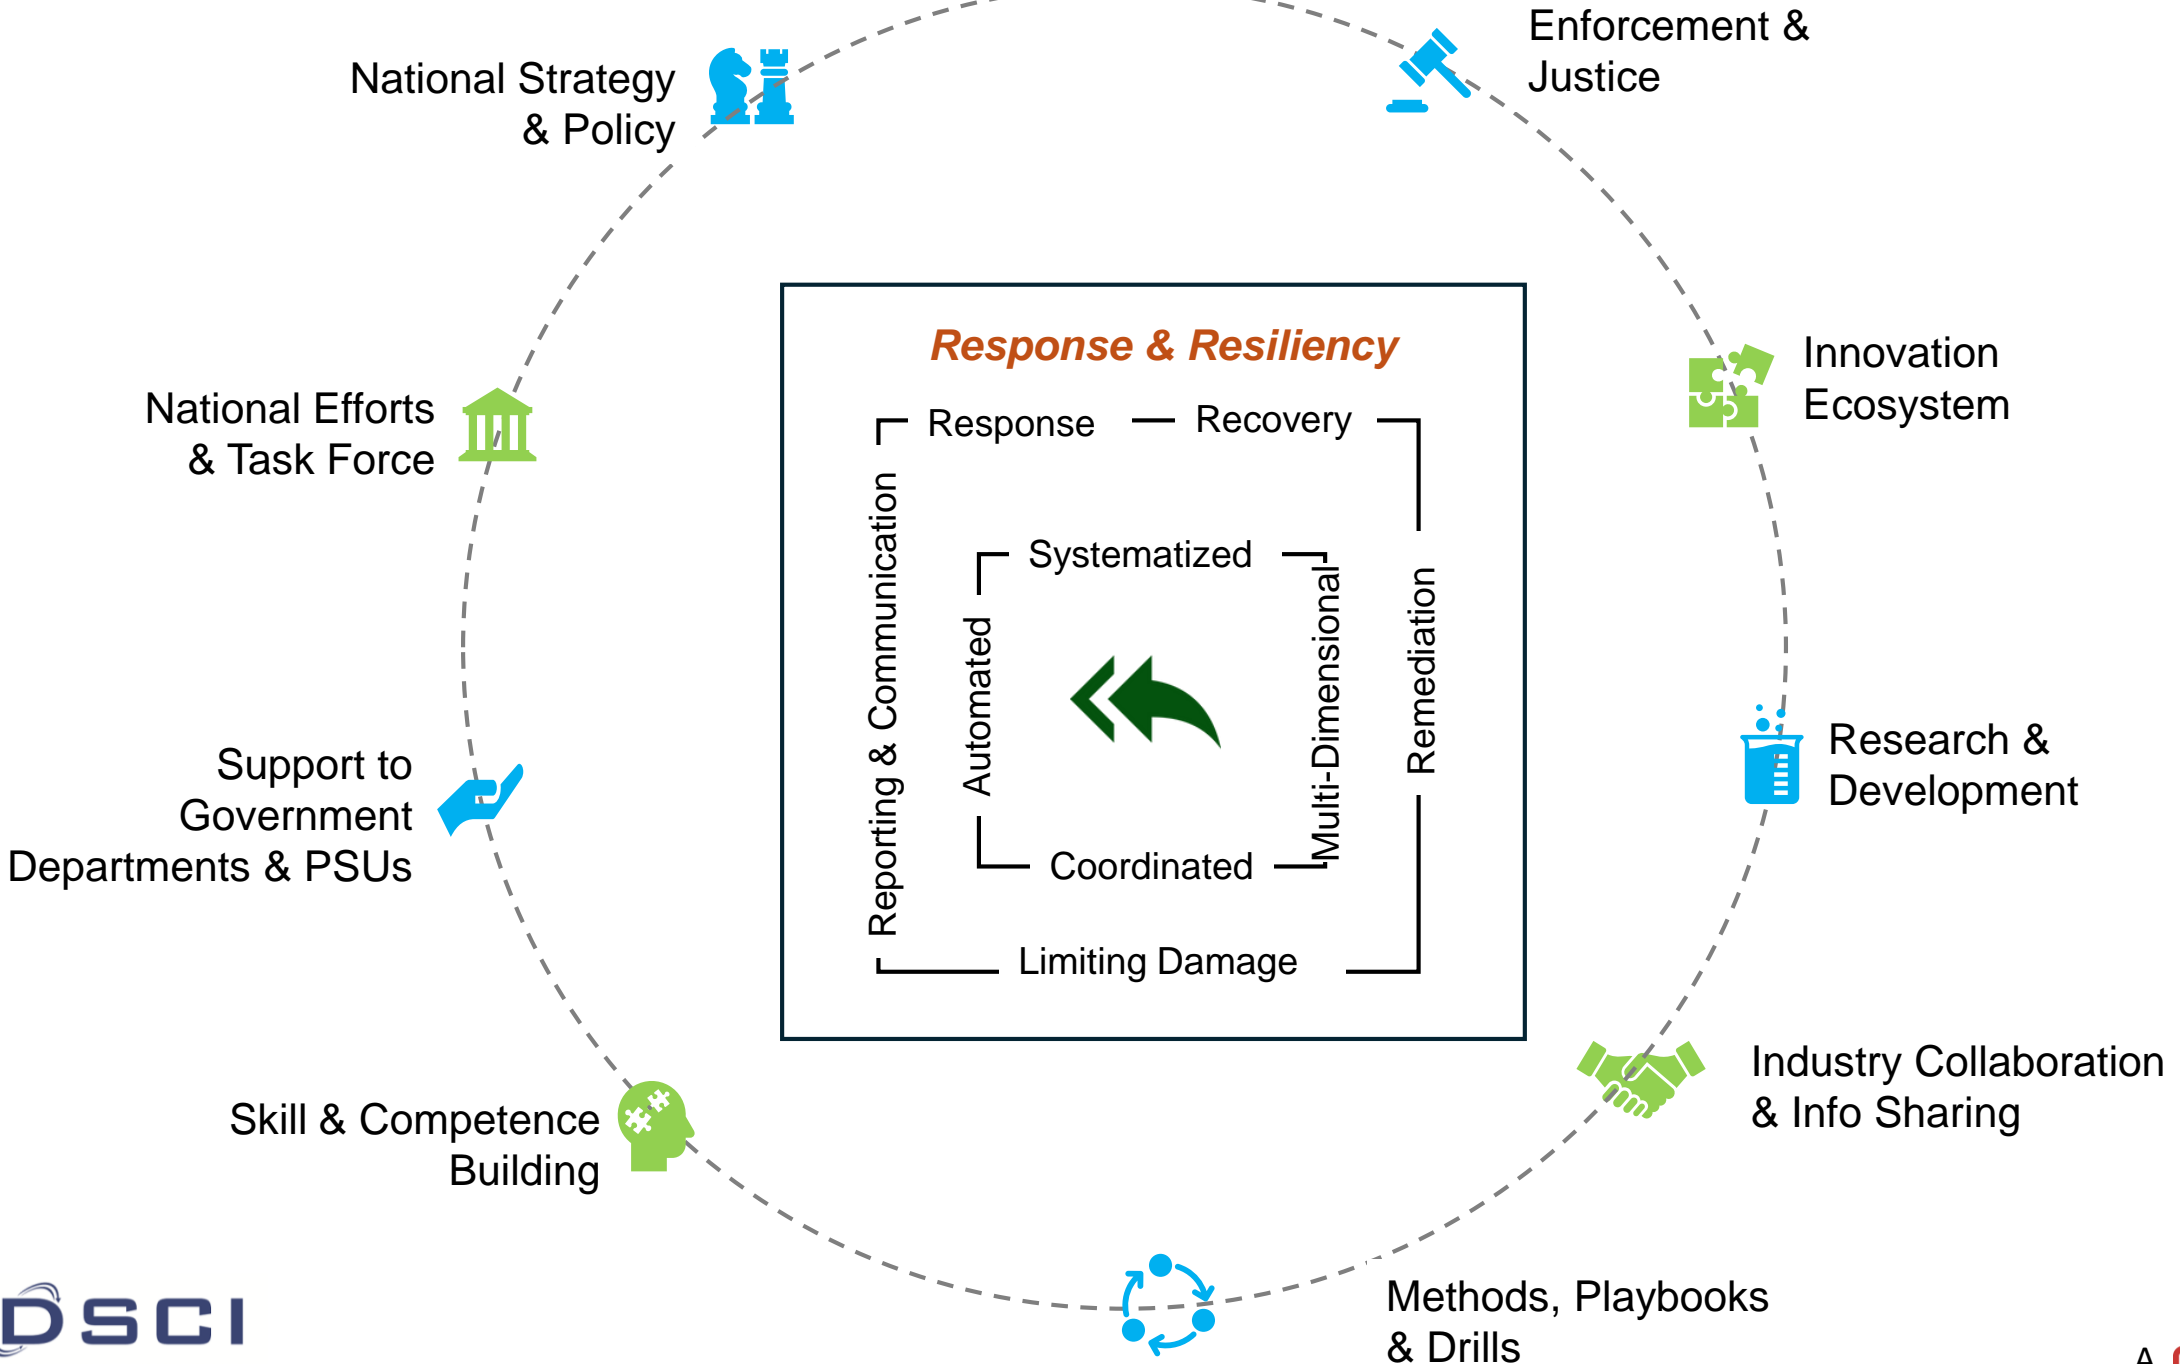 Enforcement &
Justice
National Strategy
& Policy
Response & Resiliency
Innovation
Ecosystem
National Efforts
& Task Force
Response
Recovery
Reporting & Communication
Systematized
Automated
Multi-Dimensional
Remediation
Coordinated
Limiting Damage
Research &
Development
Support to
Government
Departments & PSUs
Industry Collaboration
& Info Sharing
Skill & Competence
Building
Methods, Playbooks
& Drills
DSCI